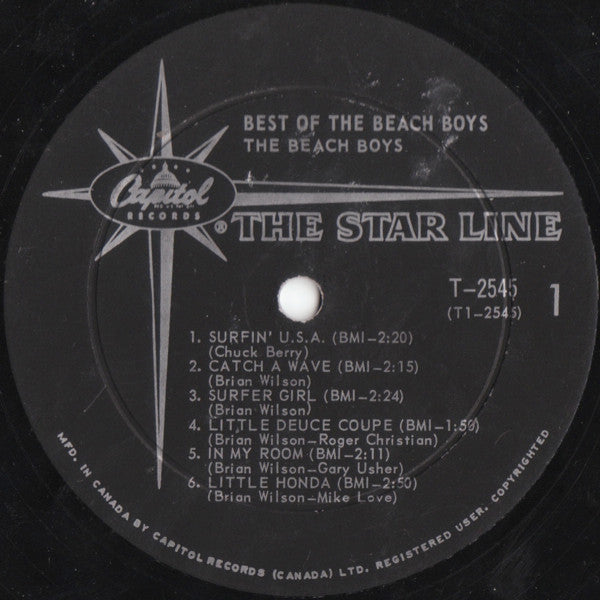 BEST OF THE BEACH BOYS
THE BEACH BOYS
Capitol
RECORDS
® THE STAR LINE
T-2545
(T1-2545)
1
1. SURFIN' U.S.A. (BMI-2:20)
(Chuck Berry)
2. CATCH A WAVE (BMI-2:15)
(Brian Wilson)
3. SURFER GIRL (BMI-2:24)
(Brian Wilson)
4. LITTLE DEUCE COUPE (BMI-1:50)
(Brian Wilson-Roger Christian)
5. IN MY ROOM (BMI-2:11)
(Brian Wilson-Gary Usher)
6. LITTLE HONDA (BMI-2:50)
(Brian Wilson-Mike Love)
MFD. IN CANADA BY CAPITOL RECORDS (CANADA) LTD. REGISTERED USER. COPYRIGHTED